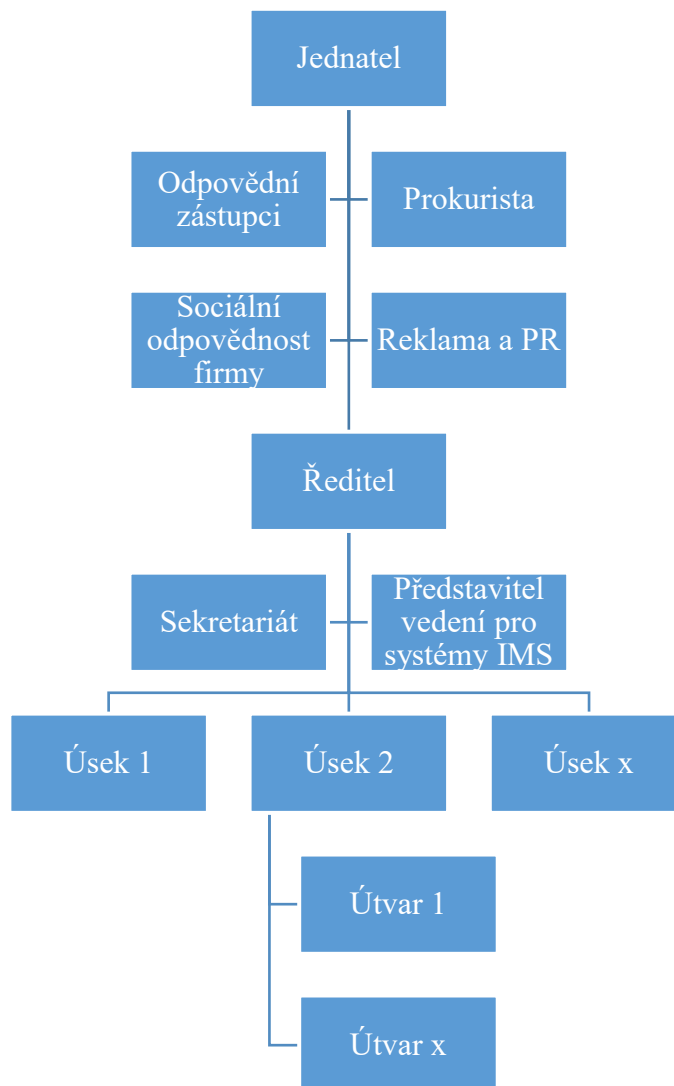 Jednatel
Odpovědní
zástupci
Prokurista
Sociální
odpovědnost
firmy
Reklama a PR
Ředitel
Sekretariát
Představitel
vedení pro
systémy IMS
Úsek 1
Úsek 2
Úsek x
Útvar 1
Útvar x